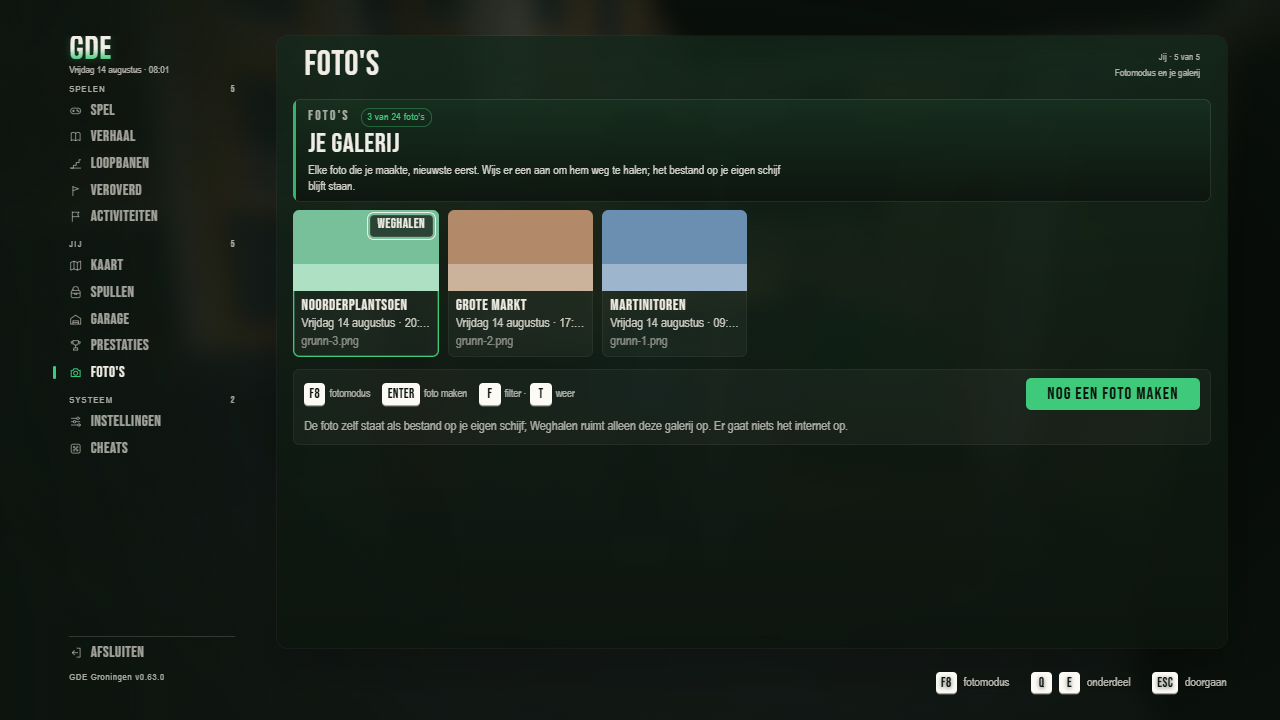 GDE
Vrijdag 14 augustus · 08:01
SPELEN 5
SPEL
VERHAAL
LOOPBANEN
VEROVERD
ACTIVITEITEN
JIJ 5
KAART
SPULLEN
GARAGE
PRESTATIES
FOTO'S
SYSTEEM 2
INSTELLINGEN
CHEATS
AFSLUITEN
GDE Groningen v0.63.0
FOTO'S
Jij · 5 van 5
Fotomodus en je galerij
FOTO'S 3 van 24 foto's
JE GALERIJ
Elke foto die je maakte, nieuwste eerst. Wijs er een aan om hem weg te halen; het bestand op je eigen schijf
blijft staan.
WEGHALEN
NOORDERPLANTSOEN
Vrijdag 14 augustus · 20:…
grunn-3.png
GROTE MARKT
Vrijdag 14 augustus · 17:…
grunn-2.png
MARTINITOREN
Vrijdag 14 augustus · 09:…
grunn-1.png
F8 fotomodus ENTER foto maken F filter · T weer
NOG EEN FOTO MAKEN
De foto zelf staat als bestand op je eigen schijf; Weghalen ruimt alleen deze galerij op. Er gaat niets het internet op.
F8 fotomodus Q E onderdeel ESC doorgaan